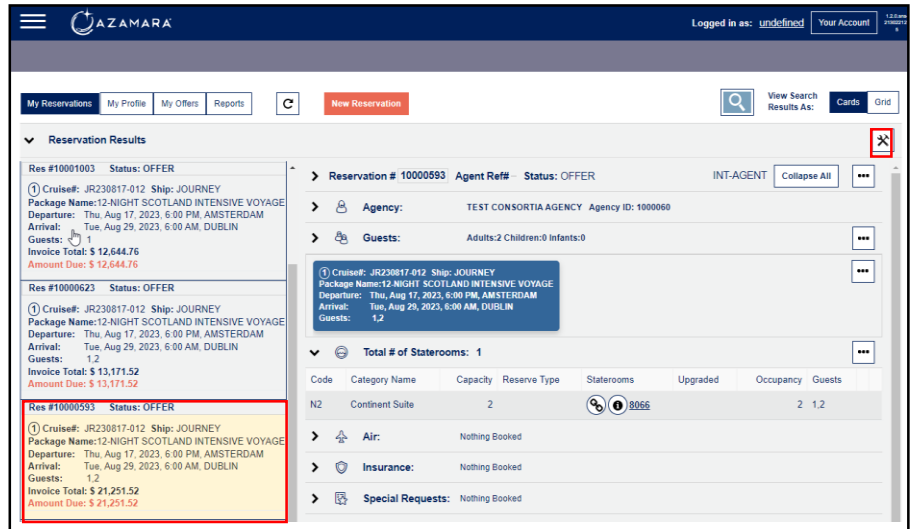 AZAMARA
Logged in as: undefined
Your Account
My Reservations
My Profile
My Offers
Reports
New Reservation
View Search
Results As:
Cards
Grid
Reservation Results
Res #10001003 Status: OFFER
1 Cruise#: JR230817-012 Ship: JOURNEY
Package Name:12-NIGHT SCOTLAND INTENSIVE VOYAGE
Departure: Thu, Aug 17, 2023, 6:00 PM, AMSTERDAM
Arrival: Tue, Aug 29, 2023, 6:00 AM, DUBLIN
Guests: 1
Invoice Total: $ 12,644.76
Amount Due: $ 12,644.76
Res #10000623 Status: OFFER
1 Cruise#: JR230817-012 Ship: JOURNEY
Package Name:12-NIGHT SCOTLAND INTENSIVE VOYAGE
Departure: Thu, Aug 17, 2023, 6:00 PM, AMSTERDAM
Arrival: Tue, Aug 29, 2023, 6:00 AM, DUBLIN
Guests: 1,2
Invoice Total: $ 13,171.52
Amount Due: $ 13,171.52
Res #10000593 Status: OFFER
1 Cruise#: JR230817-012 Ship: JOURNEY
Package Name:12-NIGHT SCOTLAND INTENSIVE VOYAGE
Departure: Thu, Aug 17, 2023, 6:00 PM, AMSTERDAM
Arrival: Tue, Aug 29, 2023, 6:00 AM, DUBLIN
Guests: 1,2
Invoice Total: $ 21,251.52
Amount Due: $ 21,251.52
Reservation # 10000593 Agent Ref# - Status: OFFER INT-AGENT Collapse All
Agency: TEST CONSORTIA AGENCY Agency ID: 1000060
Guests: Adults:2 Children:0 Infants:0
1 Cruise#: JR230817-012 Ship: JOURNEY
Package Name:12-NIGHT SCOTLAND INTENSIVE VOYAGE
Departure: Thu, Aug 17, 2023, 6:00 PM, AMSTERDAM
Arrival: Tue, Aug 29, 2023, 6:00 AM, DUBLIN
Guests: 1,2
Total # of Staterooms: 1
Code Category Name Capacity Reserve Type Staterooms Upgraded Occupancy Guests
N2 Continent Suite 2 8066 2 1,2
Air: Nothing Booked
Insurance: Nothing Booked
Special Requests: Nothing Booked